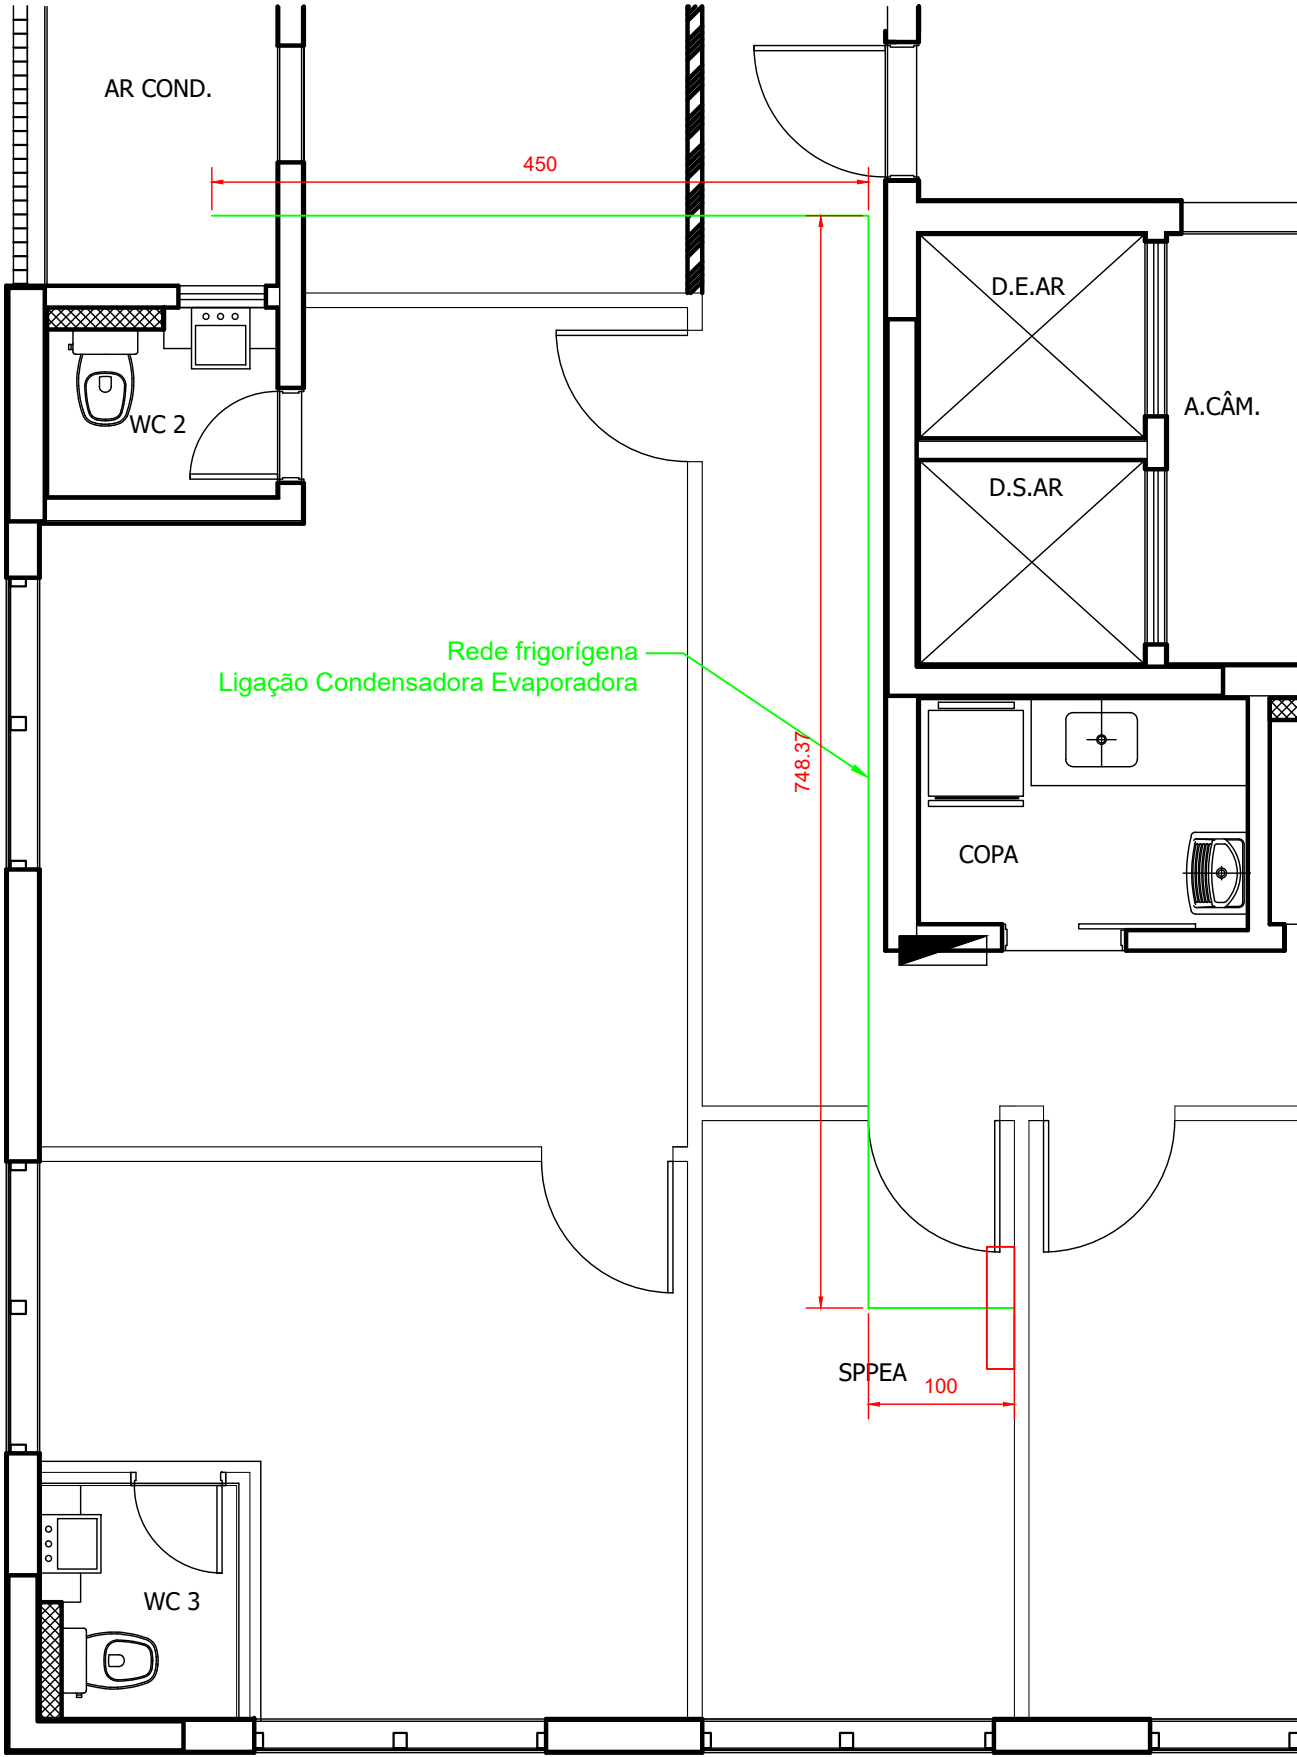 AR COND.
450
D.E.AR
A.CÂM.
WC 2
D.S.AR
Rede frigorígena
Ligação Condensadora Evaporadora
748.37
COPA
SPPEA
100
WC 3